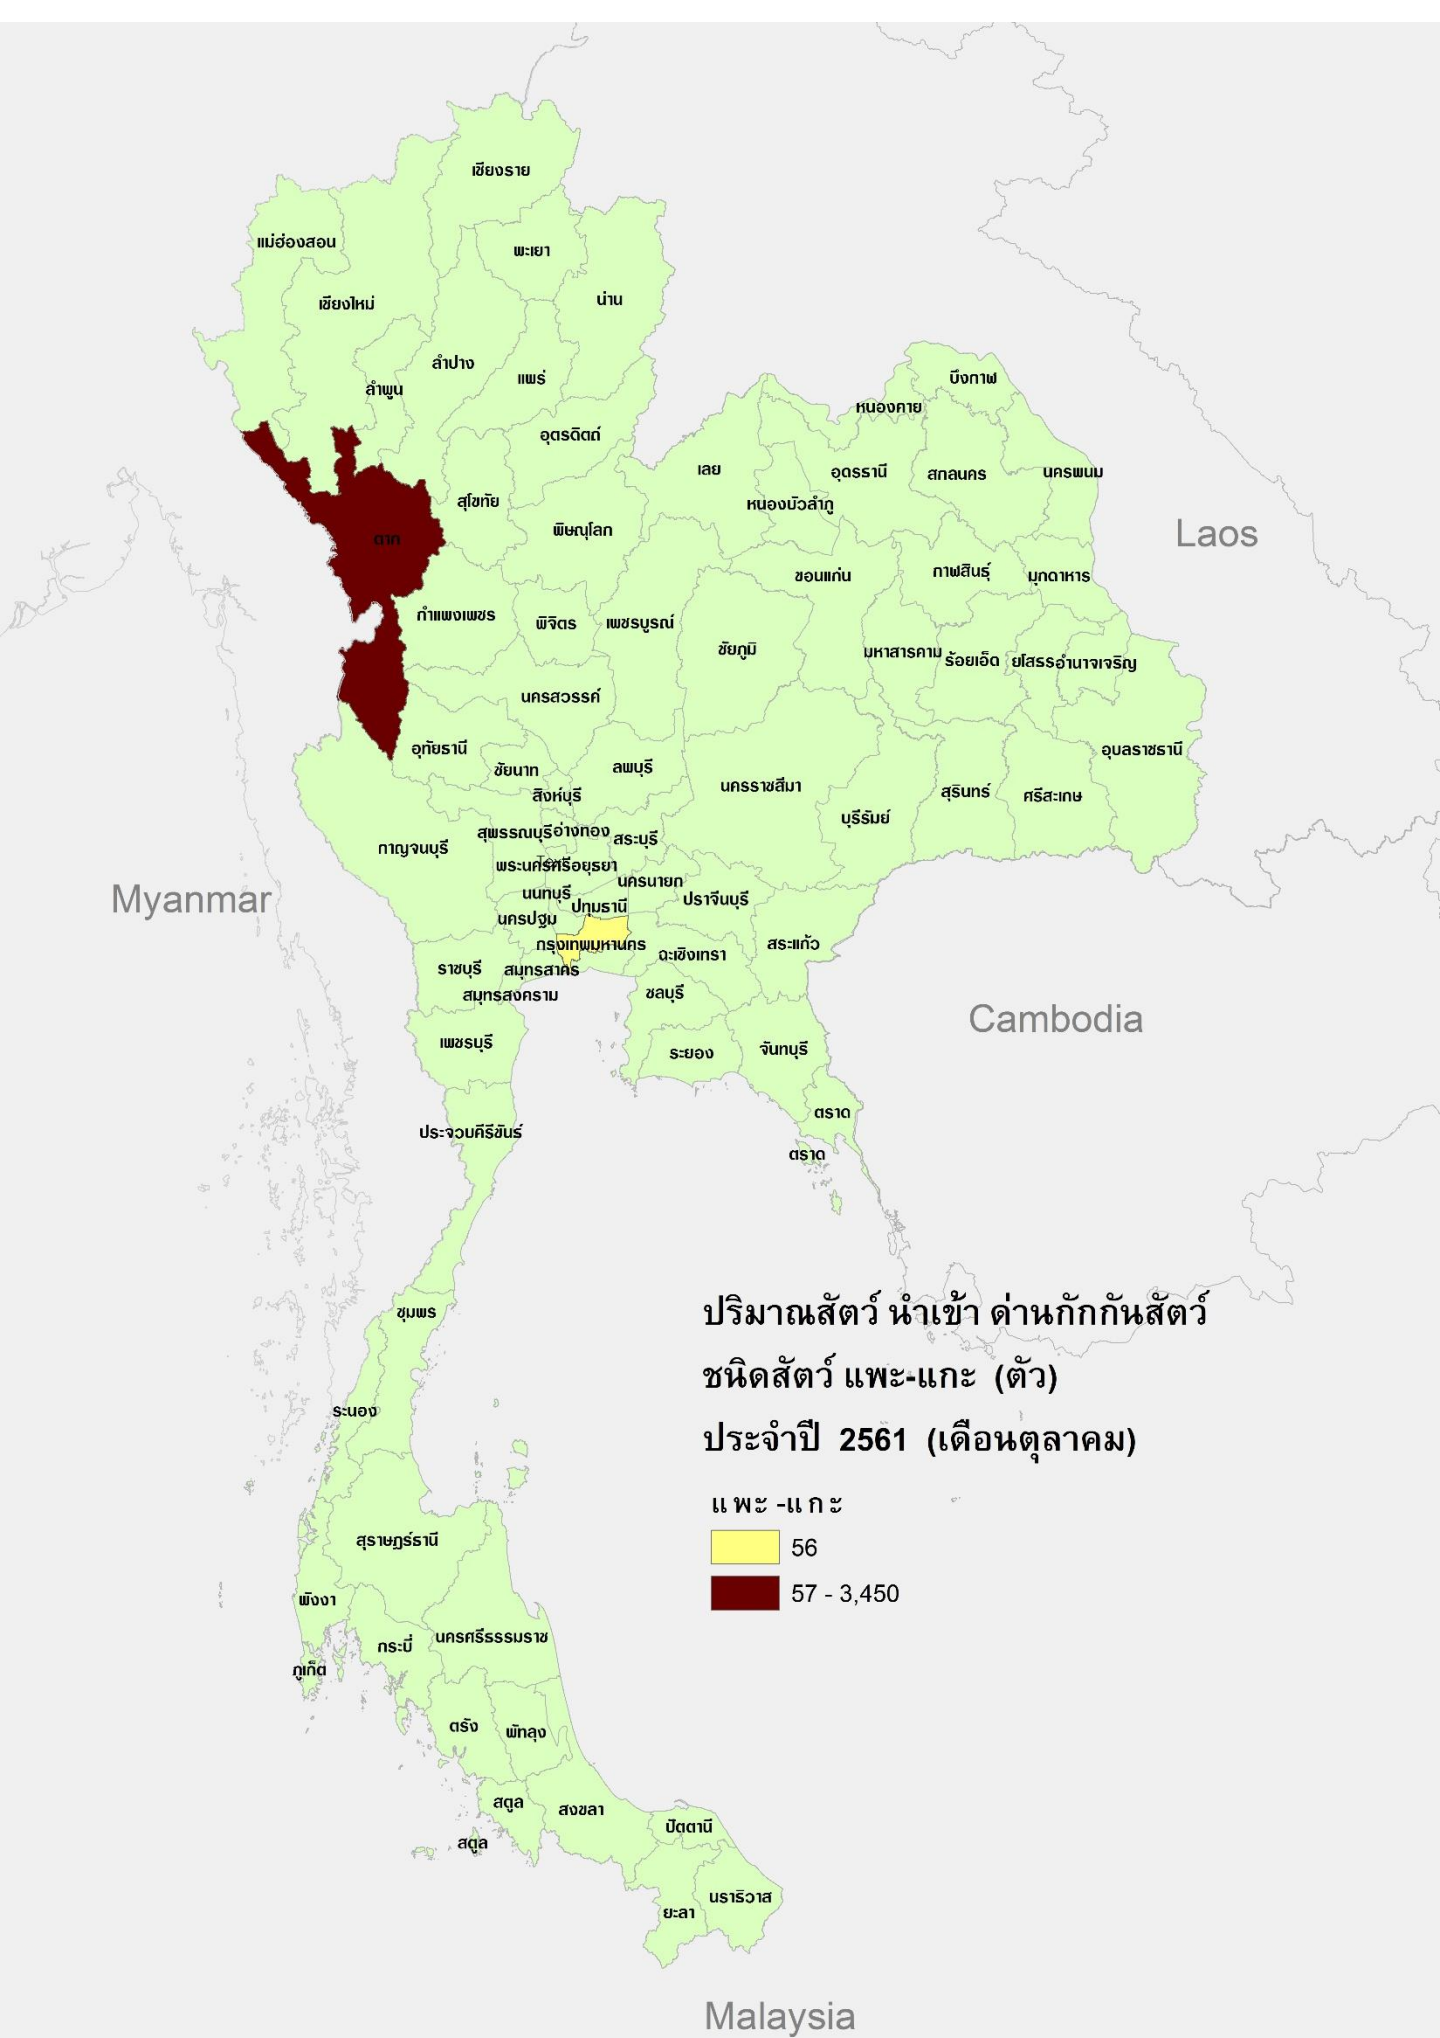 เชียงราย
แม่ฮ่องสอน
พะเยา
เชียงใหม่
น่าน
ลำปาง
แพร่
ลำพูน
บึงกาฬ
หนองคาย
อุตรดิตถ์
เลย
อุดรธานี
สกลนคร
นครพนม
สุโขทัย
หนองบัวลำภู
พิษณุโลก
Laos
ตาก
ขอนแก่น
กาฬสินธุ์
มุกดาหาร
กำแพงเพชร
พิจิตร
เพชรบูรณ์
ชัยภูมิ
มหาสารคาม
ร้อยเอ็ด
ยโสธร
อำนาจเจริญ
นครสวรรค์
อุทัยธานี
อุบลราชธานี
ชัยนาท
ลพบุรี
นครราชสีมา
สิงห์บุรี
สุรินทร์
ศรีสะเกษ
บุรีรัมย์
สุพรรณบุรี
อ่างทอง
สระบุรี
กาญจนบุรี
พระนครศรีอยุธยา
นครนายก
Myanmar
นนทบุรี
ปทุมธานี
ปราจีนบุรี
นครปฐม
กรุงเทพมหานคร
ฉะเชิงเทรา
สระแก้ว
ราชบุรี
สมุทรสาคร
สมุทรสงคราม
ชลบุรี
Cambodia
เพชรบุรี
ระยอง
จันทบุรี
ตราด
ประจวบคีรีขันธ์
ตราด
ชุมพร
ปริมาณสัตว์ นำเข้า ด่านกักกันสัตว์
ชนิดสัตว์ แพะ-แกะ (ตัว)
ประจำปี 2561 (เดือนตุลาคม)
ระนอง
แพะ-แกะ
56
57 - 3,450
สุราษฎร์ธานี
พังงา
กระบี่
นครศรีธรรมราช
ภูเก็ต
ตรัง
พัทลุง
สตูล
สงขลา
ปัตตานี
สตูล
นราธิวาส
ยะลา
Malaysia